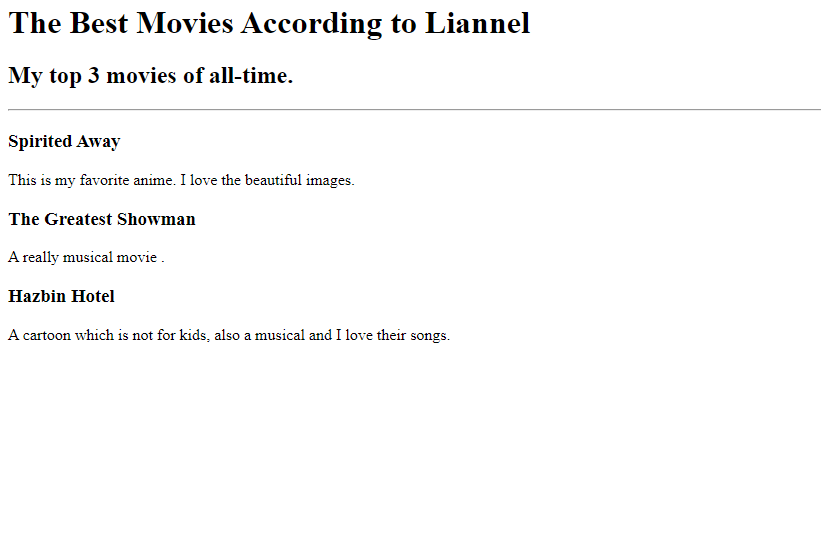 The Best Movies According to Liannel
My top 3 movies of all-time.
Spirited Away
This is my favorite anime. I love the beautiful images.
The Greatest Showman
A really musical movie .
Hazbin Hotel
A cartoon which is not for kids, also a musical and I love their songs.